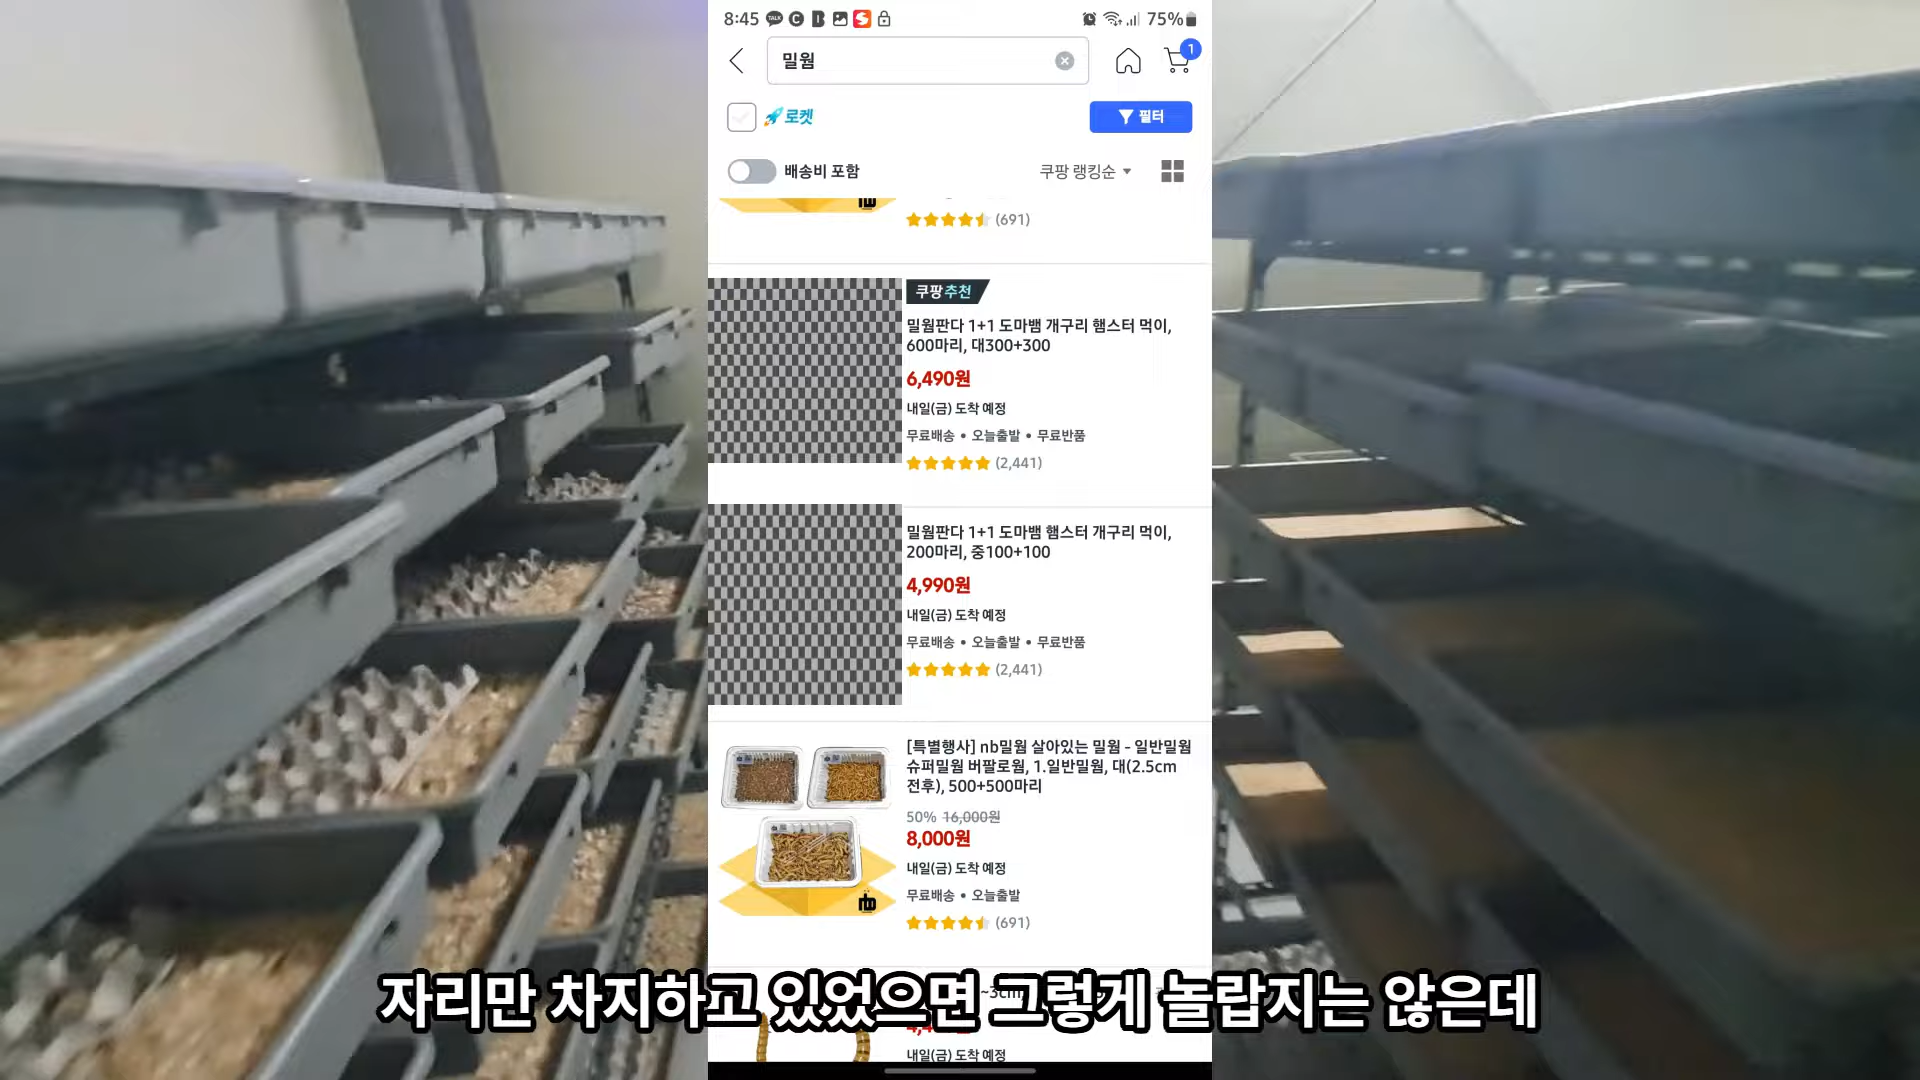 8:45
75%
밀웜
1
로켓
필터
배송비 포함
쿠팡 랭킹순
(691)
쿠팡추천
밀웜판다 1+1 도마뱀 개구리 햄스터 먹이,
600마리, 대300+300
6,490원
내일(금) 도착 예정
무료배송 • 오늘출발 • 무료반품
(2,441)
밀웜판다 1+1 도마뱀 햄스터 개구리 먹이,
200마리, 중100+100
4,990원
내일(금) 도착 예정
무료배송 • 오늘출발 • 무료반품
(2,441)
[특별행사] nb밀웜 살아있는 밀웜 - 일반밀웜
슈퍼밀웜 버팔로웜, 1.일반밀웜, 대(2.5cm
전후), 500+500마리
50% 16,000원
8,000원
내일(금) 도착 예정
무료배송 • 오늘출발
(691)
자리만 차지하고 있었으면 그렇게 놀랍지는 않은데
내일(금) 도착 예정